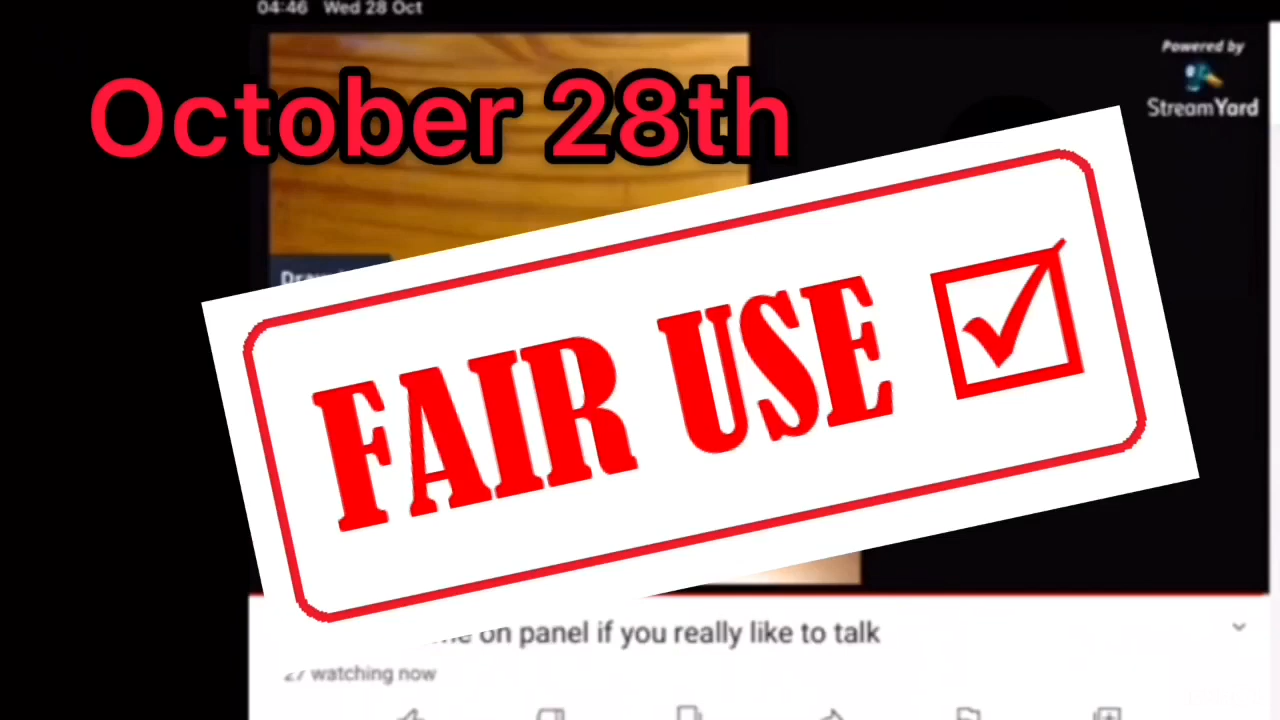 04:46 Wed 28 Oct
Powered by
StreamYard
October 28th
FAIR USE
on panel if you really like to talk
watching now